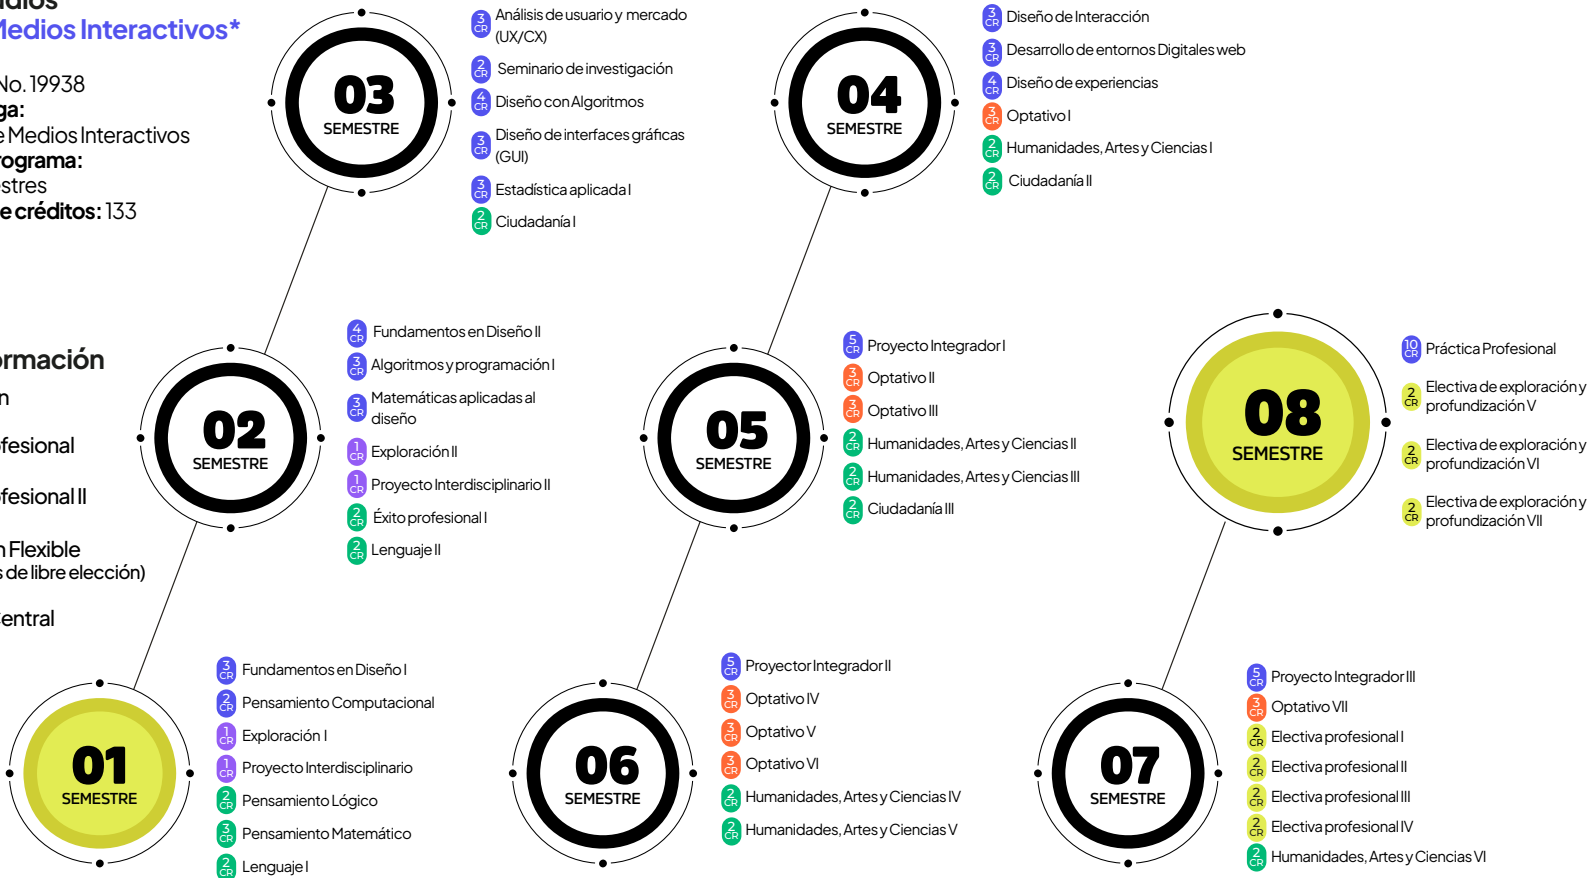 Medios Interactivos*
No. 19938
ga:
e Medios Interactivos
rograma:
estres
e créditos: 133
ormación
n
ofesional
ofesional II
n Flexible
s de libre elección)
Central
03
SEMESTRE
3 CR Análisis de usuario y mercado
(UX/CX)
2 CR Seminario de investigación
4 CR Diseño con Algoritmos
3 CR Diseño de interfaces gráficas
(GUI)
3 CR Estadística aplicada I
2 CR Ciudadanía I
04
SEMESTRE
3 CR Diseño de Interacción
3 CR Desarrollo de entornos Digitales web
4 CR Diseño de experiencias
3 CR Optativo I
2 CR Humanidades, Artes y Ciencias I
2 CR Ciudadanía II
02
SEMESTRE
4 CR Fundamentos en Diseño II
3 CR Algoritmos y programación I
3 CR Matemáticas aplicadas al
diseño
1 CR Exploración II
1 CR Proyecto Interdisciplinario II
2 CR Éxito profesional I
2 CR Lenguaje II
05
SEMESTRE
5 CR Proyecto Integrador I
3 CR Optativo II
3 CR Optativo III
2 CR Humanidades, Artes y Ciencias II
2 CR Humanidades, Artes y Ciencias III
2 CR Ciudadanía III
08
SEMESTRE
10 CR Práctica Profesional
2 CR Electiva de exploración y
profundización V
2 CR Electiva de exploración y
profundización VI
2 CR Electiva de exploración y
profundización VII
01
SEMESTRE
3 CR Fundamentos en Diseño I
2 CR Pensamiento Computacional
1 CR Exploración I
1 CR Proyecto Interdisciplinario
2 CR Pensamiento Lógico
3 CR Pensamiento Matemático
2 CR Lenguaje I
06
SEMESTRE
5 CR Proyector Integrador II
3 CR Optativo IV
3 CR Optativo V
3 CR Optativo VI
2 CR Humanidades, Artes y Ciencias IV
2 CR Humanidades, Artes y Ciencias V
07
SEMESTRE
5 CR Proyecto Integrador III
3 CR Optativo VII
2 CR Electiva profesional I
2 CR Electiva profesional II
2 CR Electiva profesional III
2 CR Electiva profesional IV
2 CR Humanidades, Artes y Ciencias VI